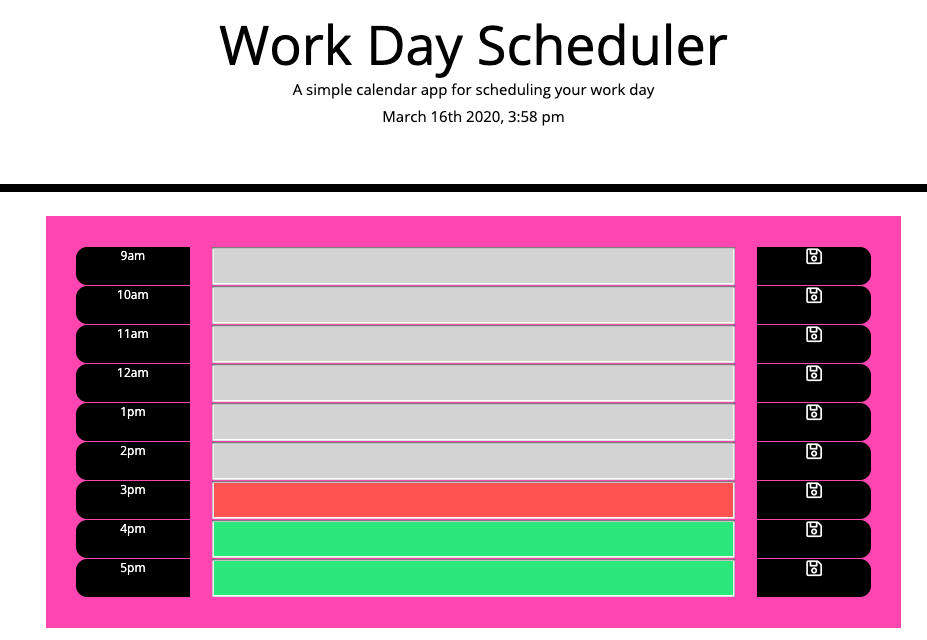 Work Day Scheduler
A simple calendar app for scheduling your work day
March 16th 2020, 3:58 pm
9am
10am
11am
12am
1pm
2pm
3pm
4pm
5pm